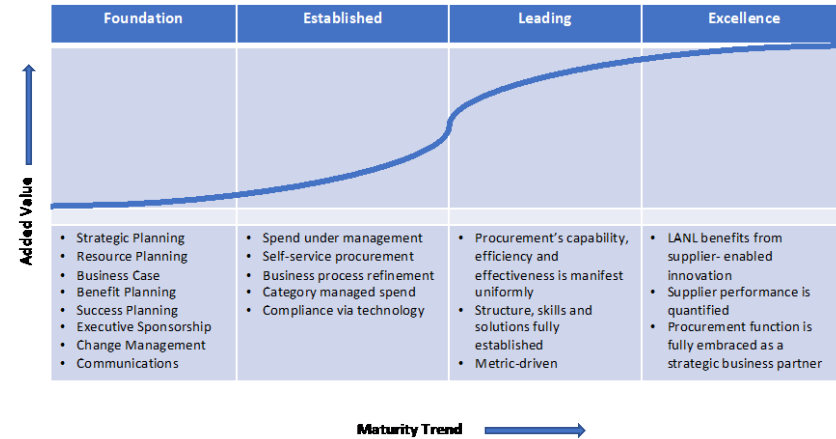 Foundation
Established
Leading
Excellence
Added Value
• Strategic Planning
• Resource Planning
• Business Case
• Benefit Planning
• Success Planning
• Executive Sponsorship
• Change Management
• Communications
• Spend under management
• Self-service procurement
• Business process refinement
• Category managed spend
• Compliance via technology
• Procurement's capability,
efficiency and
effectiveness is manifest
uniformly
• Structure, skills and
solutions fully
established
• Metric-driven
• LANL benefits from
supplier- enabled
innovation
• Supplier performance is
quantified
• Procurement function is
fully embraced as a
strategic business partner
Maturity Trend